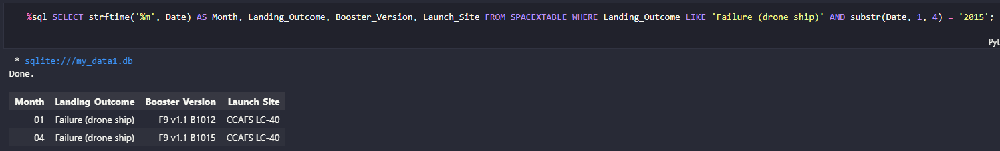 %sql SELECT strftime('%m', Date) AS Month, Landing_Outcome, Booster_Version, Launch_Site FROM SPACEXTABLE WHERE Landing_Outcome LIKE 'Failure (drone ship)' AND substr(Date, 1, 4) = '2015';
Pyt
* sqlite:///my_data1.db
Done.
Month Landing_Outcome Booster_Version Launch_Site
01 Failure (drone ship) F9 v1.1 B1012 CCAFS LC-40
04 Failure (drone ship) F9 v1.1 B1015 CCAFS LC-40